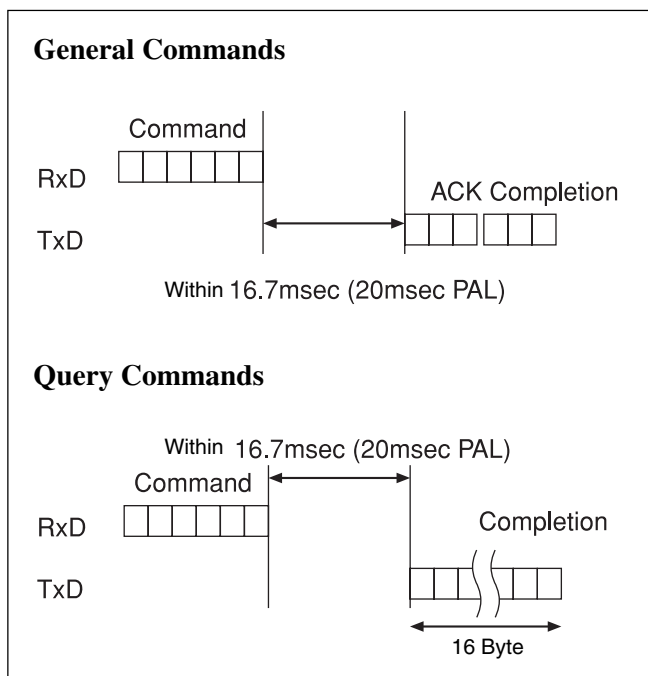 General Commands
Command
RxD
ACK Completion
TxD
Within 16.7msec (20msec PAL)
Query Commands
Within 16.7msec (20msec PAL)
Command
RxD
Completion
TxD
16 Byte